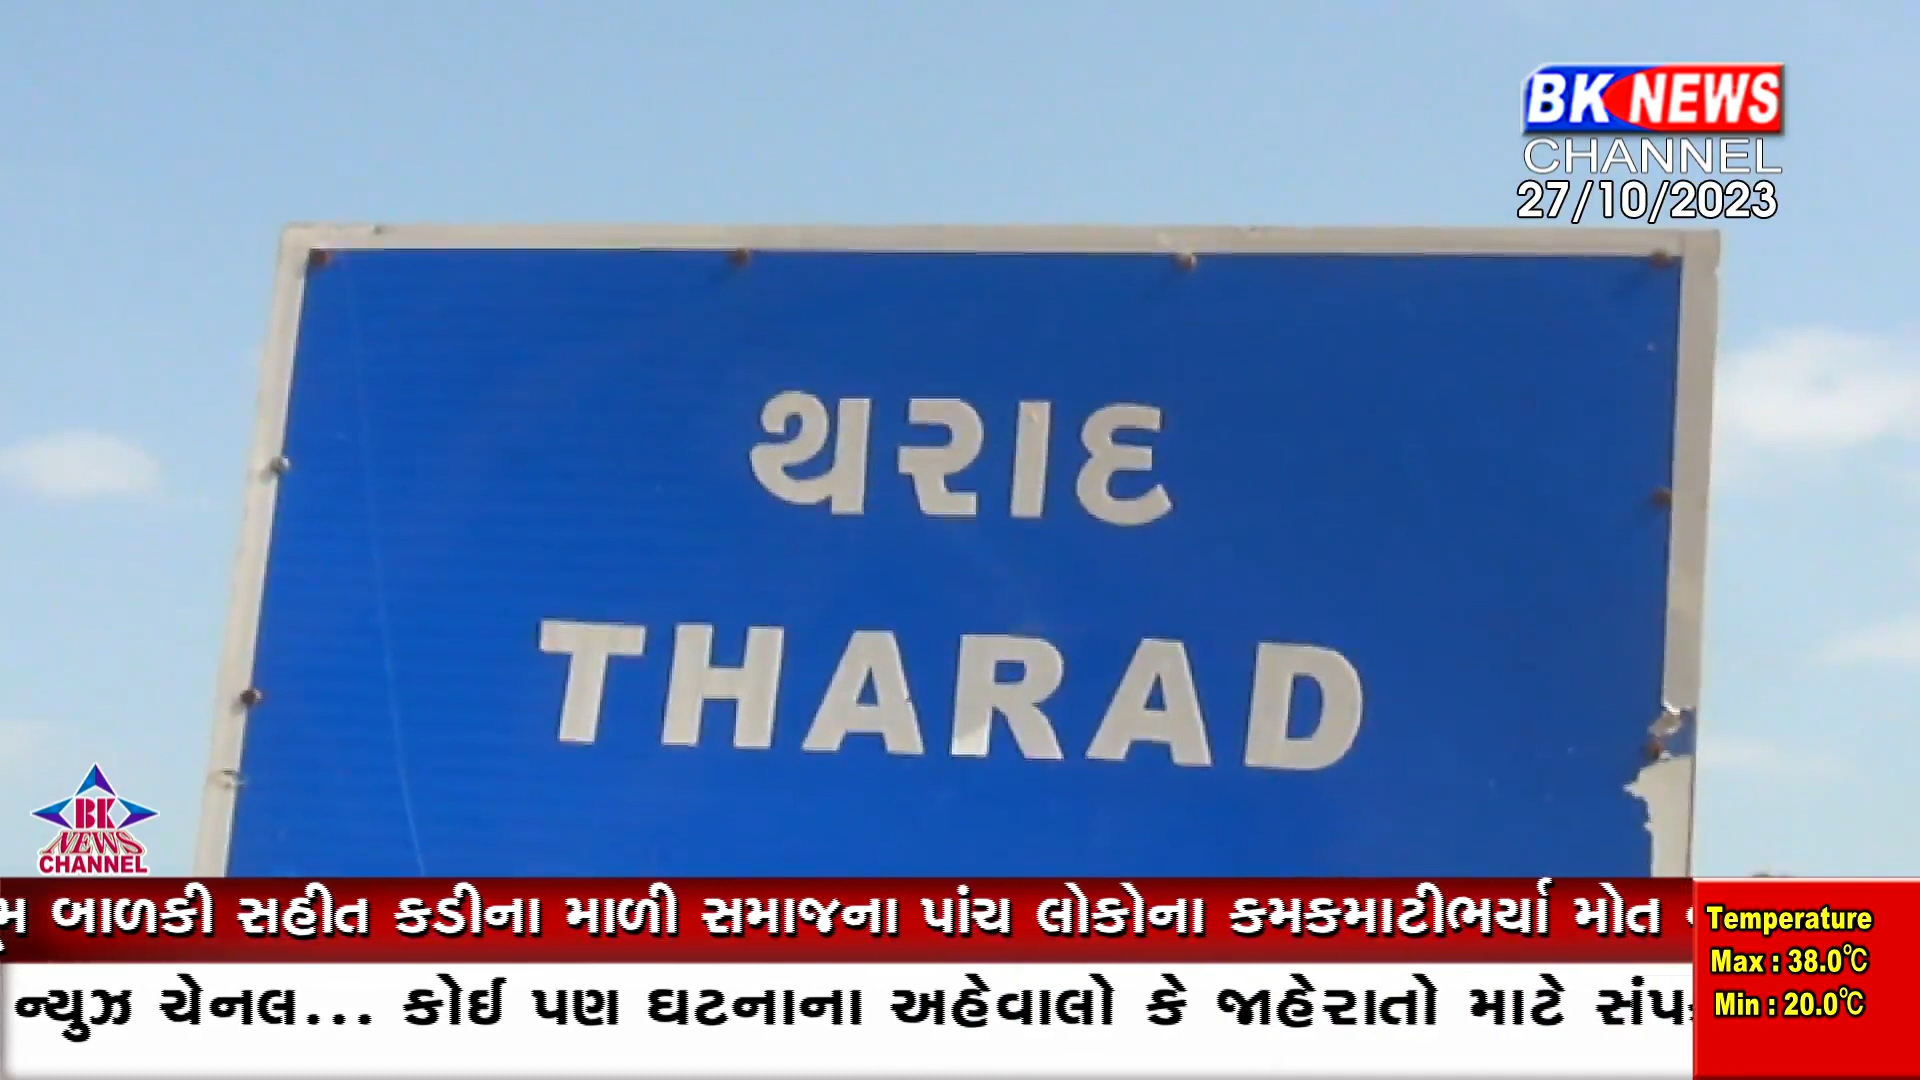 BK NEWS
CHANNEL
27/10/2023
થરાદ
THARAD
BK
NEWS
CHANNEL
બાળકી સહીત કડીના માળી સમાજના પાંચ લોકોના કમકમાટીભર્યા મોત
Temperature
Max : 38.0℃
Min : 20.0℃
ન્યુઝ ચેનલ... કોઈ પણ ઘટનાના અહેવાલો કે જાહેરાતો માટે